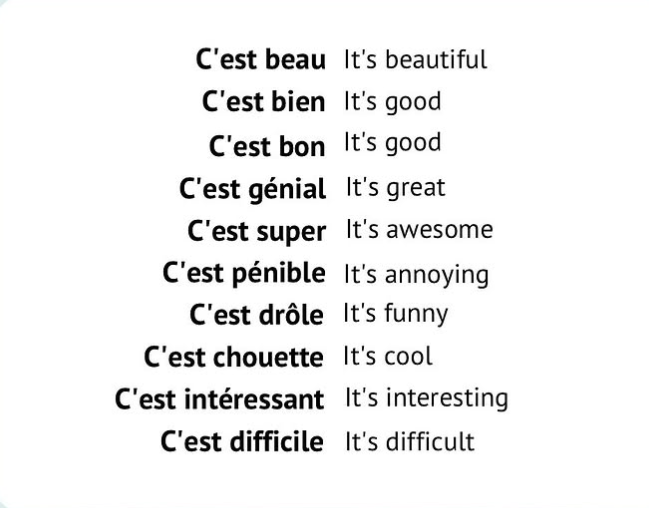 C'est beau It's beautiful
C'est bien It's good
C'est bon It's good
C'est génial It's great
C'est super It's awesome
C'est pénible It's annoying
C'est drôle It's funny
C'est chouette It's cool
C'est intéressant It's interesting
C'est difficile It's difficult